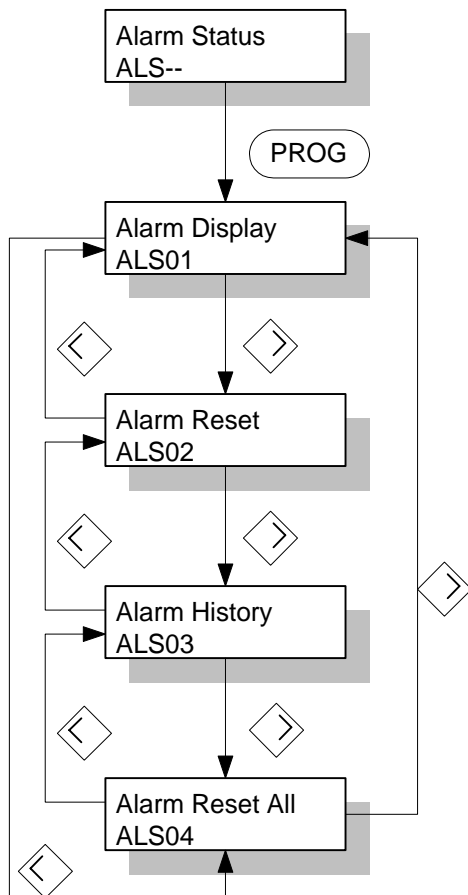 Alarm Status
ALS--
PROG
Alarm Display
ALS01
Alarm Reset
ALS02
Alarm History
ALS03
Alarm Reset All
ALS04